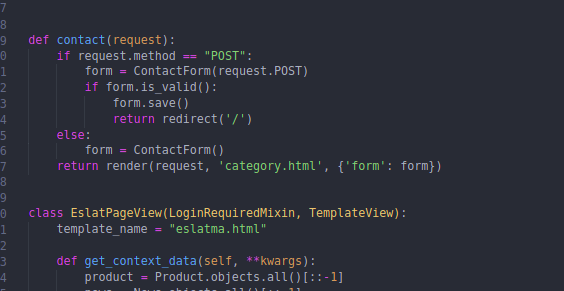 7
8
9 def contact(request):
0     if request.method == "POST":
1         form = ContactForm(request.POST)
2         if form.is_valid():
3             form.save()
4             return redirect('/')
5     else:
6         form = ContactForm()
7     return render(request, 'category.html', {'form': form})
8
9
0 class EslatPageView(LoginRequiredMixin, TemplateView):
1     template_name = "eslatma.html"
2
3     def get_context_data(self, **kwargs):
4         product = Product.objects.all()[::-1]